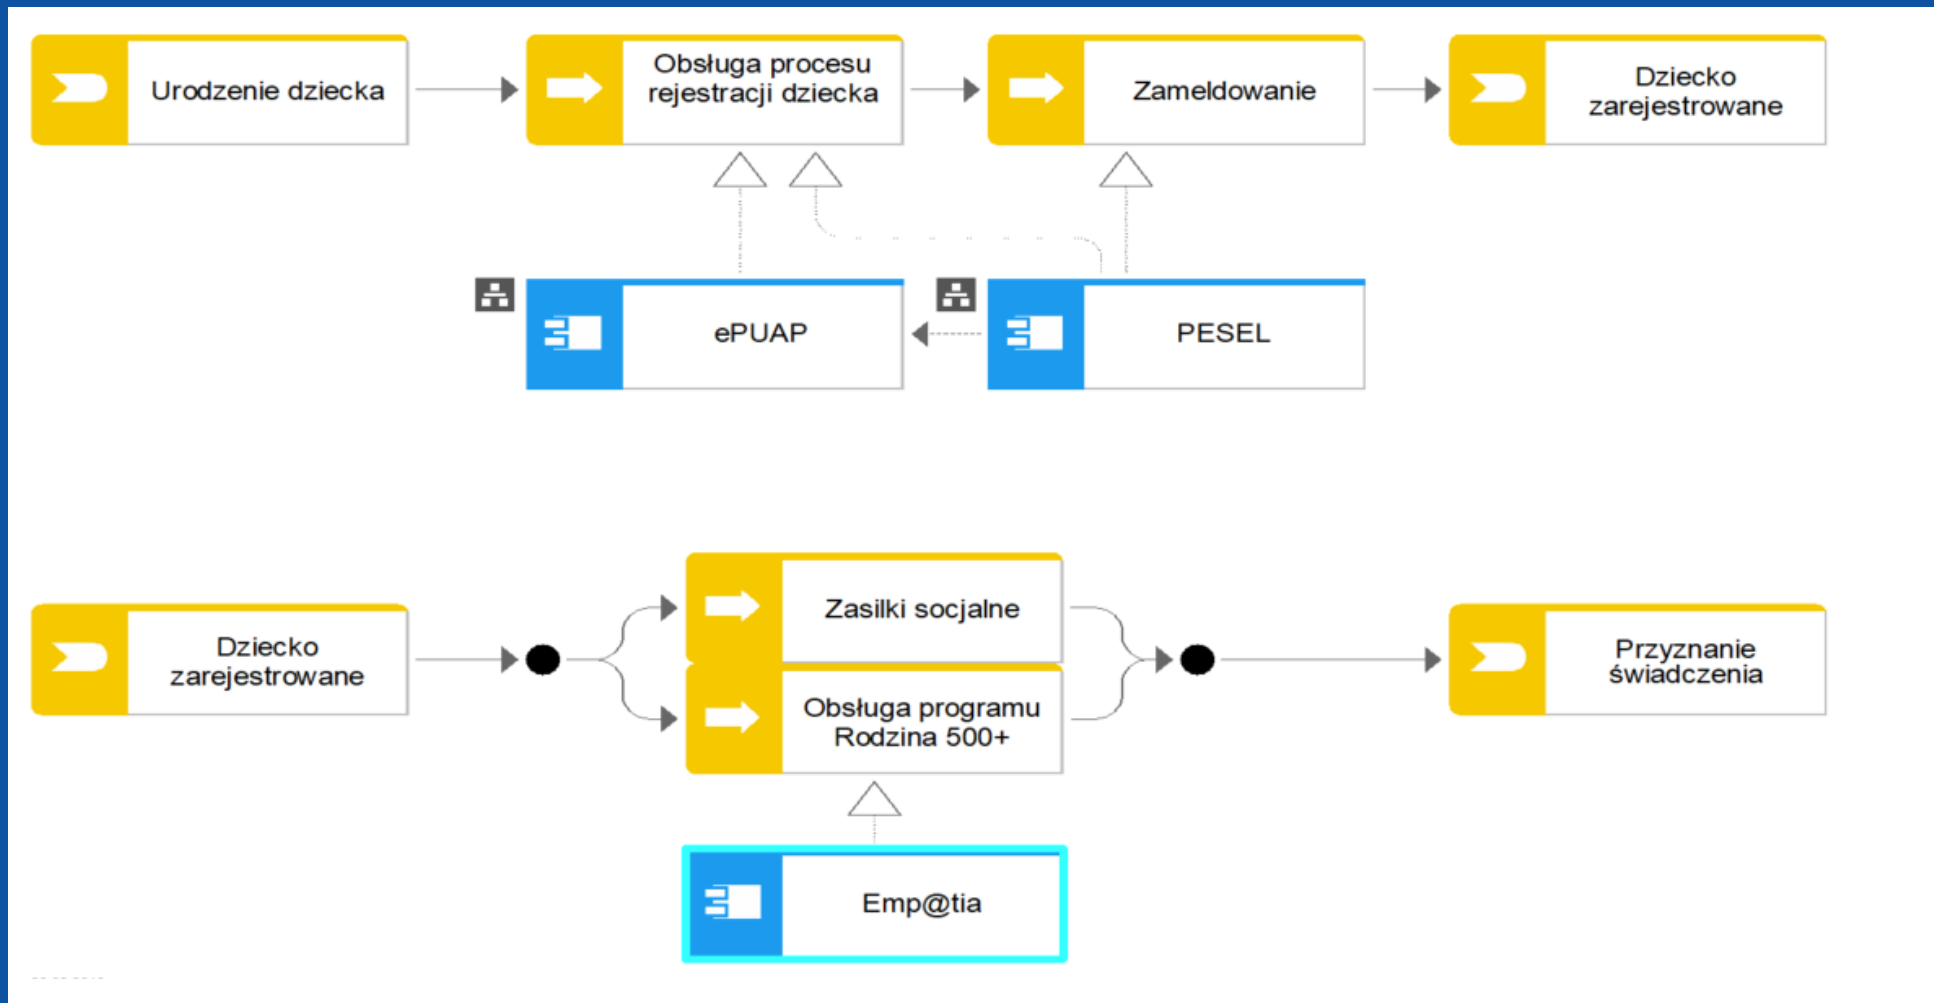 Urodzenie dziecka
Obsługa procesu
rejestracji dziecka
Zameldowanie
Dziecko
zarejestrowane
ePUAP
PESEL
Zasilki socjalne
Dziecko
zarejestrowane
Obsługa programu
Rodzina 500+
Przyznanie
świadczenia
Emp@tia